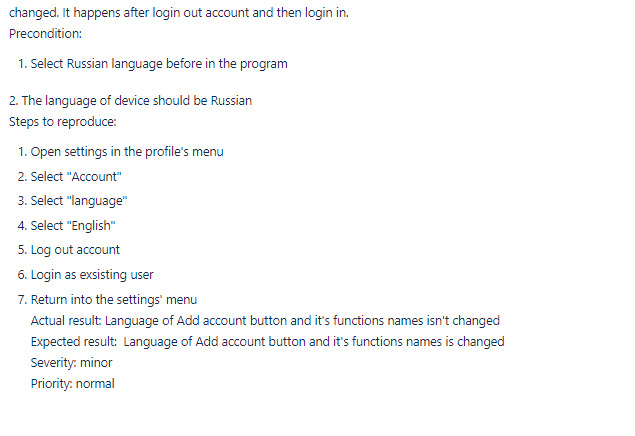 changed. It happens after login out account and then login in.
Precondition:
1. Select Russian language before in the program
2. The language of device should be Russian
Steps to reproduce:
1. Open settings in the profile's menu
2. Select "Account"
3. Select "language"
4. Select "English"
5. Log out account
6. Login as exsisting user
7. Return into the settings' menu
Actual result: Language of Add account button and it's functions names isn't changed
Expected result:  Language of Add account button and it's functions names is changed
Severity: minor
Priority: normal